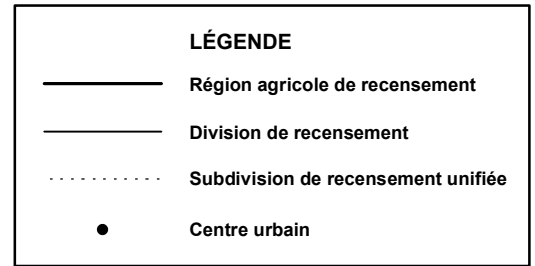 LÉGENDE
Région agricole de recensement
Division de recensement
Subdivision de recensement unifiée
Centre urbain